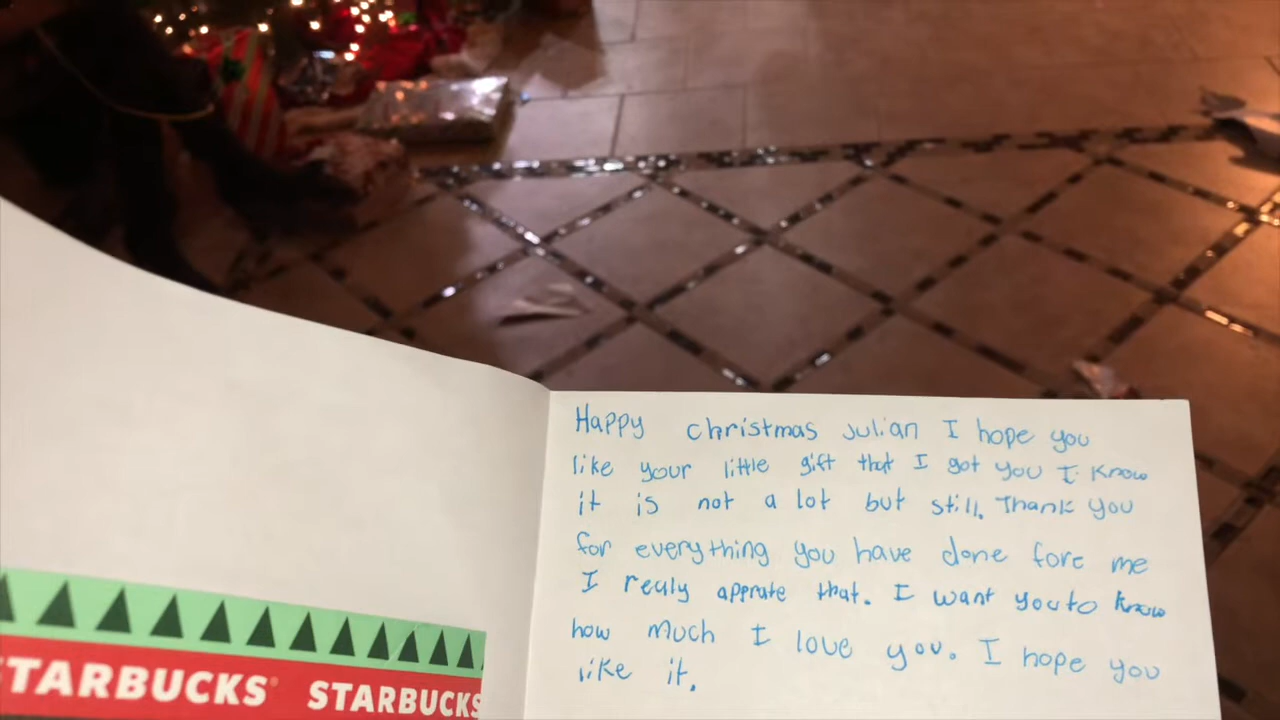 Happy christmas Julian I hope you
like your little gift that I got you I know
it is not a lot but still. Thank you
for everything you have done fore me
I realy apprate that. I want you to know
how much I love you. I hope you
like it.
STARBUCKS® STARBUCKS